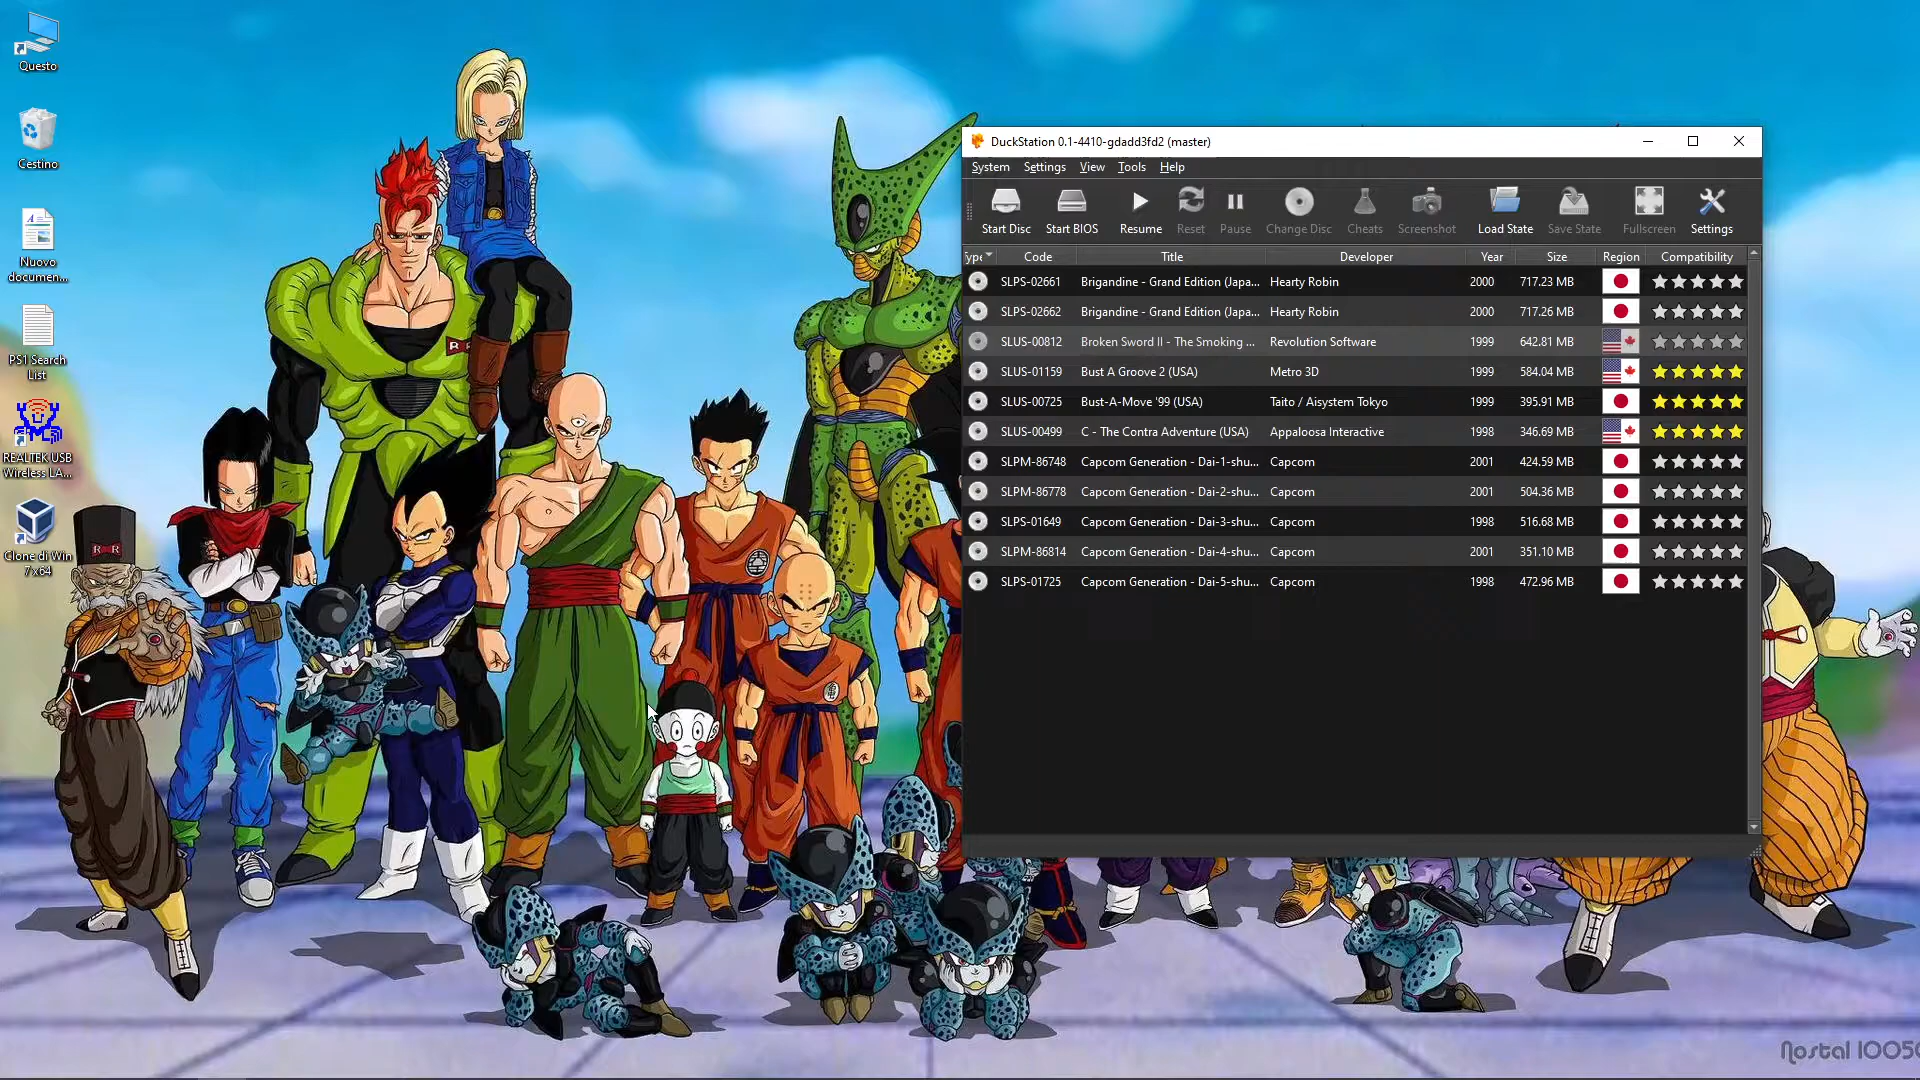 Questo
Cestino
Nuovo
documen...
PS1 Search
List
REALTEK USB
Wireless LA...
Clone di Win
7 x64
DuckStation 0.1-4410-gdadd3fd2 (master)
System Settings View Tools Help
Start Disc Start BIOS Resume Reset Pause Change Disc Cheats Screenshot Load State Save State Fullscreen Settings
Type Code Title Developer Year Size Region Compatibility
SLPS-02661 Brigandine - Grand Edition (Japa... Hearty Robin 2000 717.23 MB
SLPS-02662 Brigandine - Grand Edition (Japa... Hearty Robin 2000 717.26 MB
SLUS-00812 Broken Sword II - The Smoking ... Revolution Software 1999 642.81 MB
SLUS-01159 Bust A Groove 2 (USA) Metro 3D 1999 584.04 MB
SLUS-00725 Bust-A-Move '99 (USA) Taito / Aisystem Tokyo 1999 395.91 MB
SLUS-00499 C - The Contra Adventure (USA) Appaloosa Interactive 1998 346.69 MB
SLPM-86748 Capcom Generation - Dai-1-shu... Capcom 2001 424.59 MB
SLPM-86778 Capcom Generation - Dai-2-shu... Capcom 2001 504.36 MB
SLPS-01649 Capcom Generation - Dai-3-shu... Capcom 1998 516.68 MB
SLPM-86814 Capcom Generation - Dai-4-shu... Capcom 2001 351.10 MB
SLPS-01725 Capcom Generation - Dai-5-shu... Capcom 1998 472.96 MB